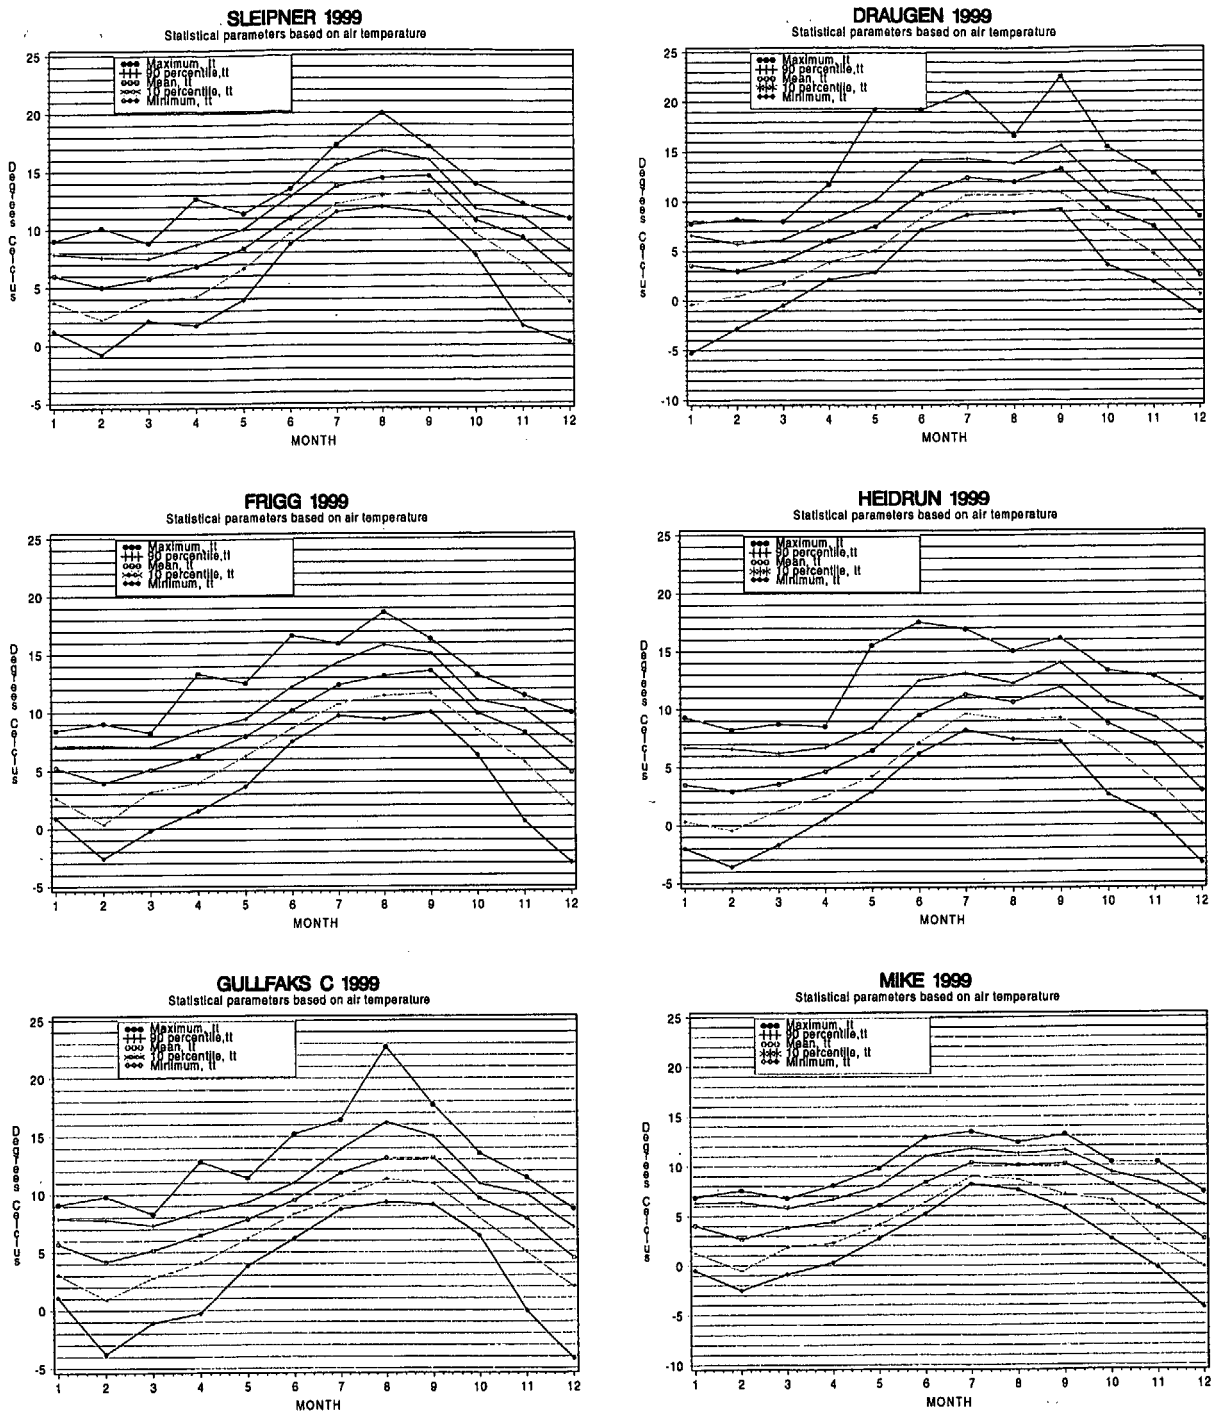 SLEIPNER 1999
Statistical parameters based on air temperature
Maximum, tt
90 percentile,tt
Mean, tt
10 percentile, tt
Minimum, tt
Degrees Celcius
25
20
15
10
5
0
-5
1 2 3 4 5 6 7 8 9 10 11 12
MONTH
DRAUGEN 1999
Statistical parameters based on air temperature
Maximum, tt
90 percentile,tt
Mean, tt
10 percentile, tt
Minimum, tt
Degrees Celcius
25
20
15
10
5
0
-5
-10
1 2 3 4 5 6 7 8 9 10 11 12
MONTH
FRIGG 1999
Statistical parameters based on air temperature
Maximum, tt
90 percentile,tt
Mean, tt
10 percentile, tt
Minimum, tt
Degrees Celcius
25
20
15
10
5
0
-5
1 2 3 4 5 6 7 8 9 10 11 12
MONTH
HEIDRUN 1999
Statistical parameters based on air temperature
Maximum, tt
90 percentile,tt
Mean, tt
10 percentile, tt
Minimum, tt
Degrees Celcius
25
20
15
10
5
0
-5
1 2 3 4 5 6 7 8 9 10 11 12
MONTH
GULLFAKS C 1999
Statistical parameters based on air temperature
Maximum, tt
90 percentile,tt
Mean, tt
10 percentile, tt
Minimum, tt
Degrees Celcius
25
20
15
10
5
0
-5
1 2 3 4 5 6 7 8 9 10 11 12
MONTH
MIKE 1999
Statistical parameters based on air temperature
Maximum, tt
90 percentile,tt
Mean, tt
10 percentile, tt
Minimum, tt
Degrees Celcius
25
20
15
10
5
0
-5
-10
1 2 3 4 5 6 7 8 9 10 11 12
MONTH